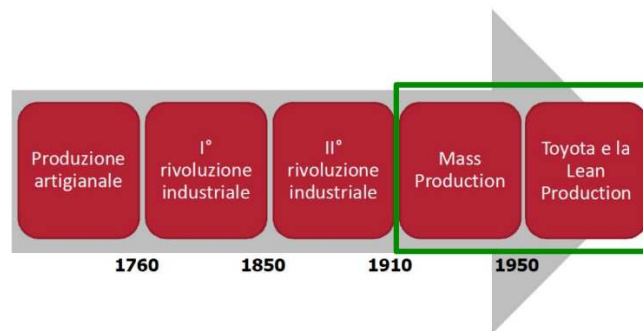 Produzione
artigianale
I°
rivoluzione
industriale
II°
rivoluzione
industriale
Mass
Production
Toyota e la
Lean
Production
1760
1850
1910
1950